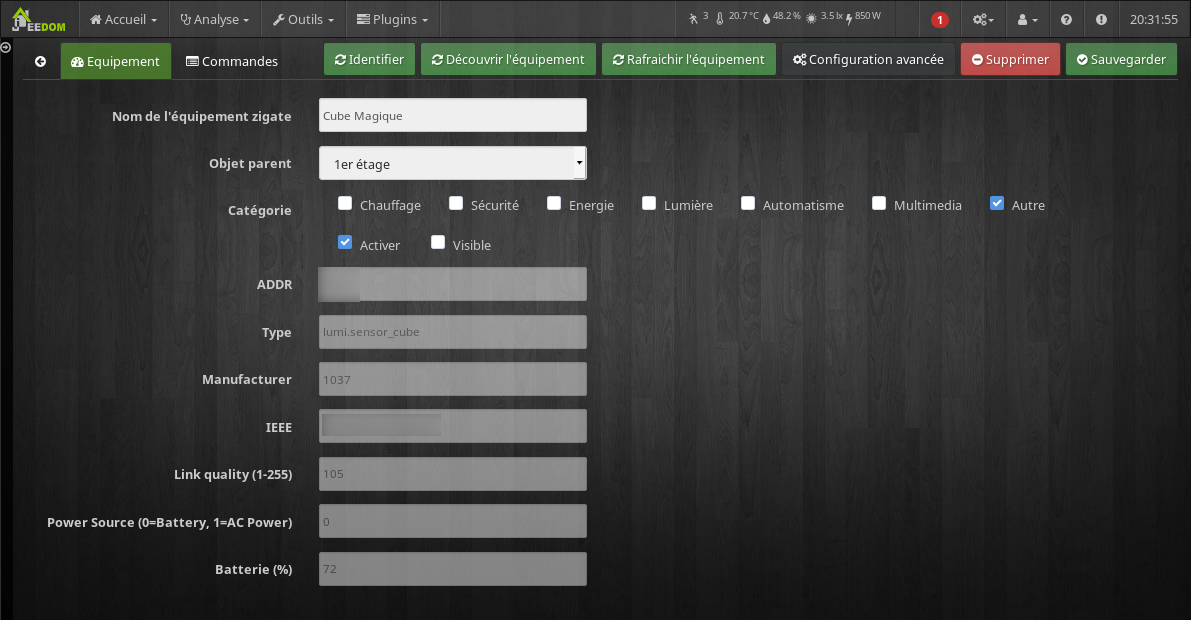 JEEDOM Accueil Analyse Outils Plugins 3 20.7 °C 48.2 % 3.5 lx 850 W 1 20:31:55
Equipement Commandes Identifier Découvrir l'équipement Rafraichir l'équipement Configuration avancée Supprimer Sauvegarder
Nom de l'équipement zigate Cube Magique
Objet parent 1er étage
Catégorie Chauffage Sécurité Energie Lumière Automatisme Multimedia Autre
Activer Visible
ADDR
Type lumi.sensor_cube
Manufacturer 1037
IEEE
Link quality (1-255) 105
Power Source (0=Battery, 1=AC Power) 0
Batterie (%) 72